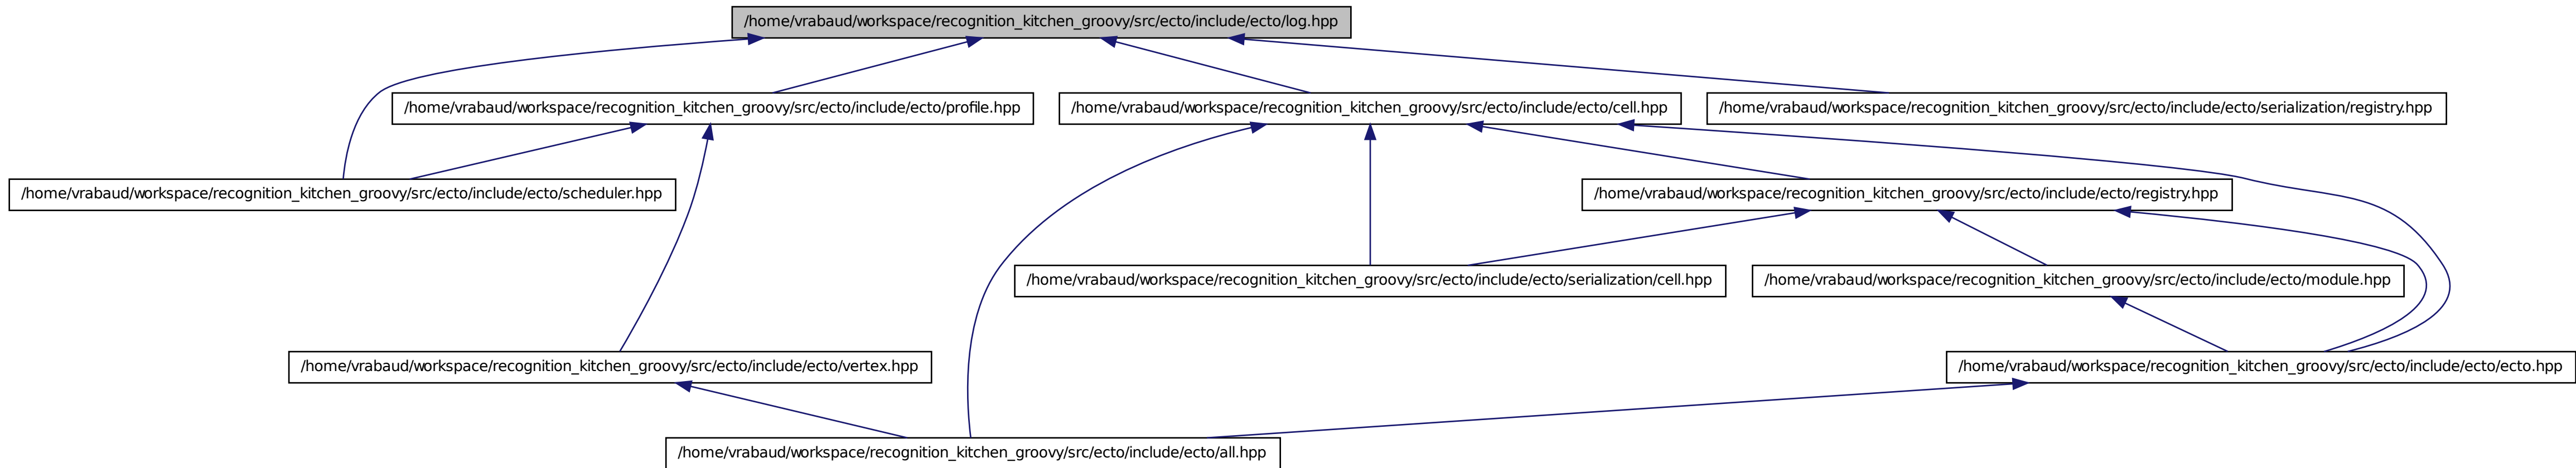 /home/vrabaud/workspace/recognition_kitchen_groovy/src/ecto/include/ecto/log.hpp
/home/vrabaud/workspace/recognition_kitchen_groovy/src/ecto/include/ecto/profile.hpp
/home/vrabaud/workspace/recognition_kitchen_groovy/src/ecto/include/ecto/cell.hpp
/home/vrabaud/workspace/recognition_kitchen_groovy/src/ecto/include/ecto/serialization/registry.hpp
/home/vrabaud/workspace/recognition_kitchen_groovy/src/ecto/include/ecto/scheduler.hpp
/home/vrabaud/workspace/recognition_kitchen_groovy/src/ecto/include/ecto/registry.hpp
/home/vrabaud/workspace/recognition_kitchen_groovy/src/ecto/include/ecto/serialization/cell.hpp
/home/vrabaud/workspace/recognition_kitchen_groovy/src/ecto/include/ecto/module.hpp
/home/vrabaud/workspace/recognition_kitchen_groovy/src/ecto/include/ecto/vertex.hpp
/home/vrabaud/workspace/recognition_kitchen_groovy/src/ecto/include/ecto/ecto.hpp
/home/vrabaud/workspace/recognition_kitchen_groovy/src/ecto/include/ecto/all.hpp